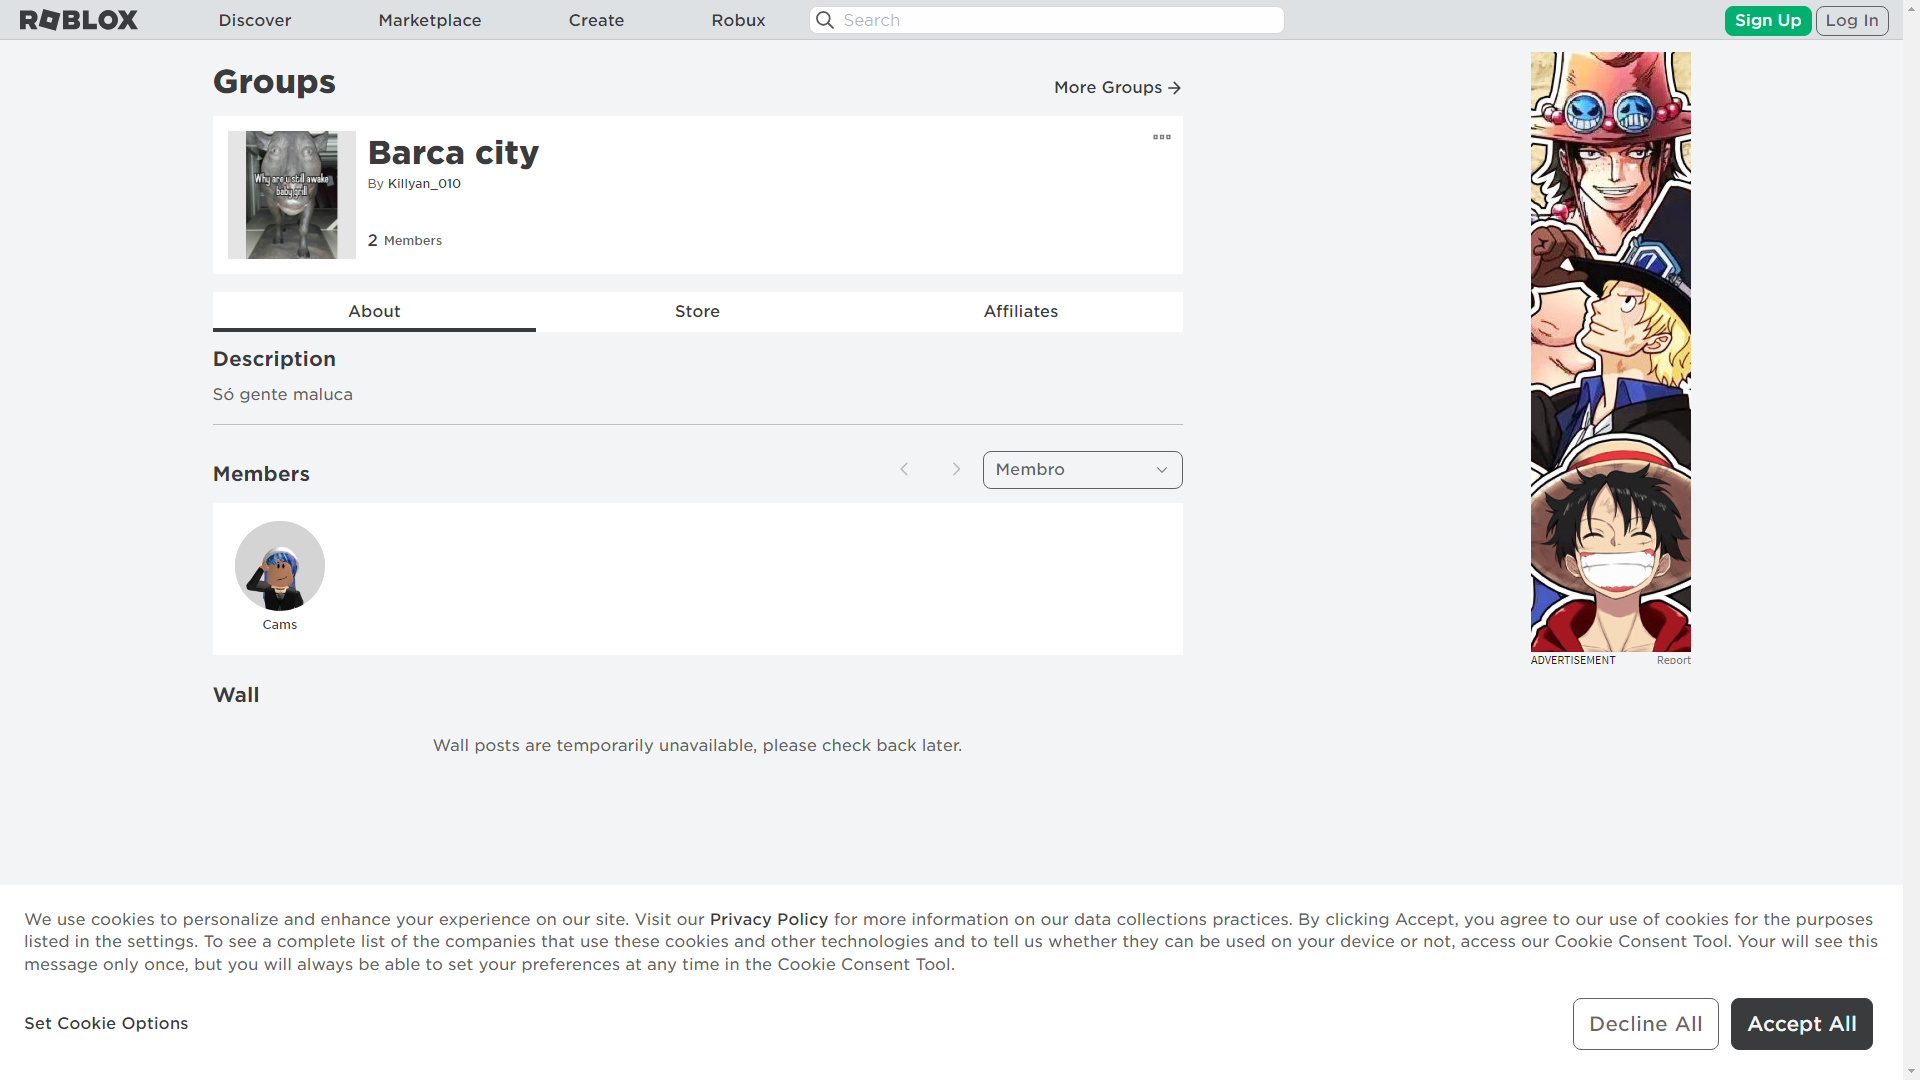 ROBLOX Discover Marketplace Create Robux Search Sign Up Log In
Groups
More Groups
Why are u still awake
baby grill
Barca city
By Killyan_010
2 Members
About Store Affiliates
Description
Só gente maluca
Members
Membro
Cams
ADVERTISEMENT Report
Wall
Wall posts are temporarily unavailable, please check back later.
We use cookies to personalize and enhance your experience on our site. Visit our Privacy Policy for more information on our data collections practices. By clicking Accept, you agree to our use of cookies for the purposes
listed in the settings. To see a complete list of the companies that use these cookies and other technologies and to tell us whether they can be used on your device or not, access our Cookie Consent Tool. Your will see this
message only once, but you will always be able to set your preferences at any time in the Cookie Consent Tool.
Set Cookie Options
Decline All
Accept All